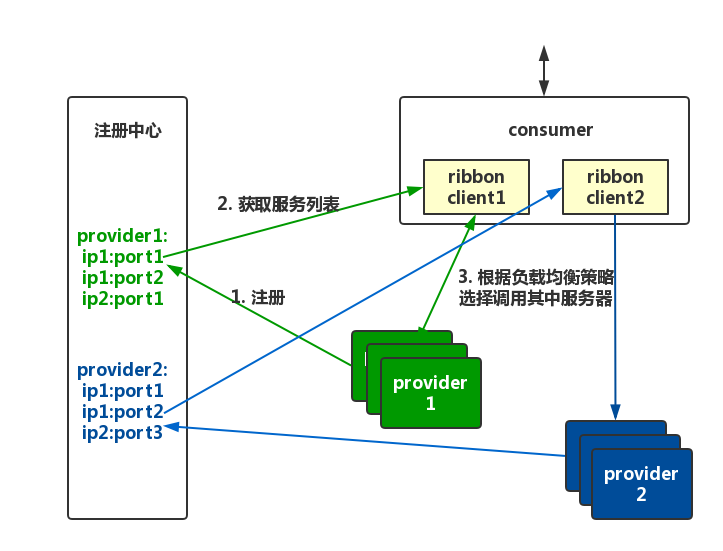 注册中心
consumer
ribbon
client1
ribbon
client2
2. 获取服务列表
provider1:
ip1:port1
ip1:port2
ip2:port1
1. 注册
3. 根据负载均衡策略
选择调用其中服务器
provider2:
ip1:port1
ip1:port2
ip2:port3
provider
1
provider
2